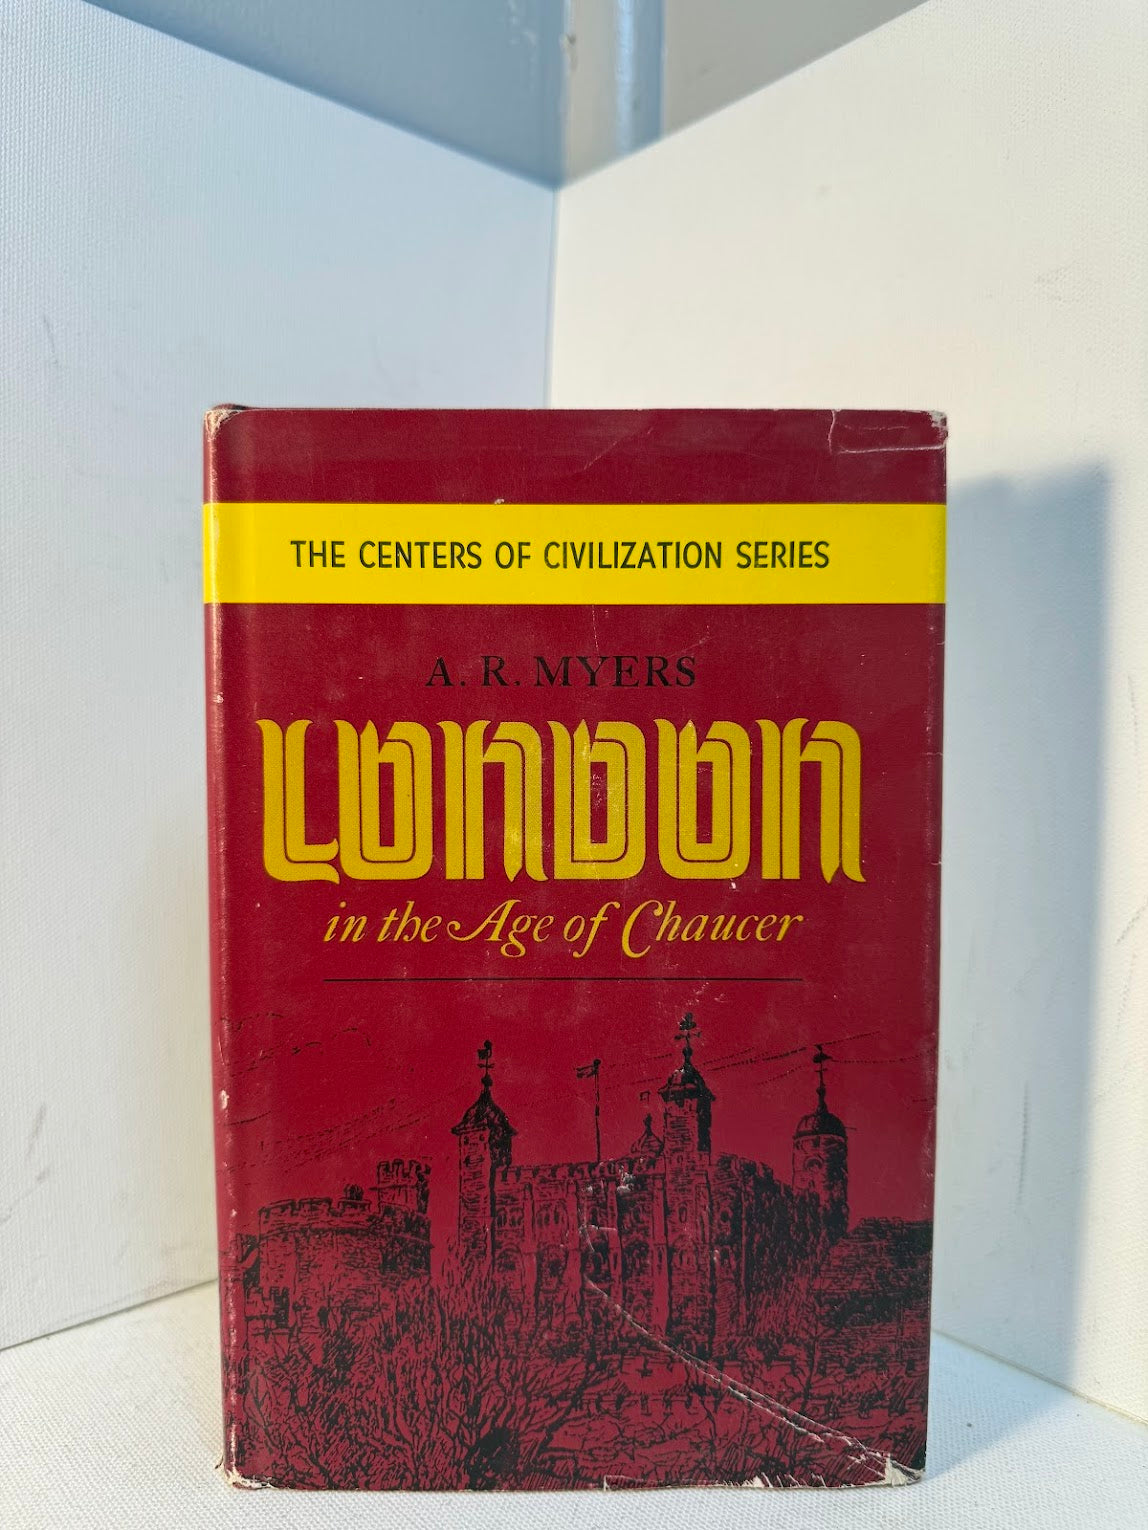 THE CENTERS OF CIVILIZATION SERIES
A. R. MYERS
LONDON
in the Age of Chaucer